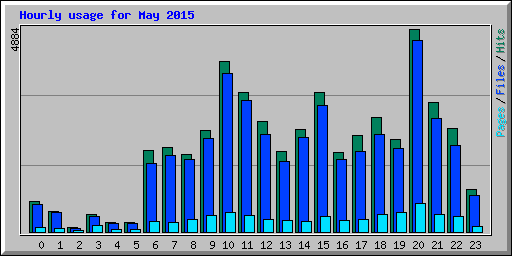 Hourly usage for May 2015
4884
Pages/Files/Hits
0 1 2 3 4 5 6 7 8 9 10 11 12 13 14 15 16 17 18 19 20 21 22 23